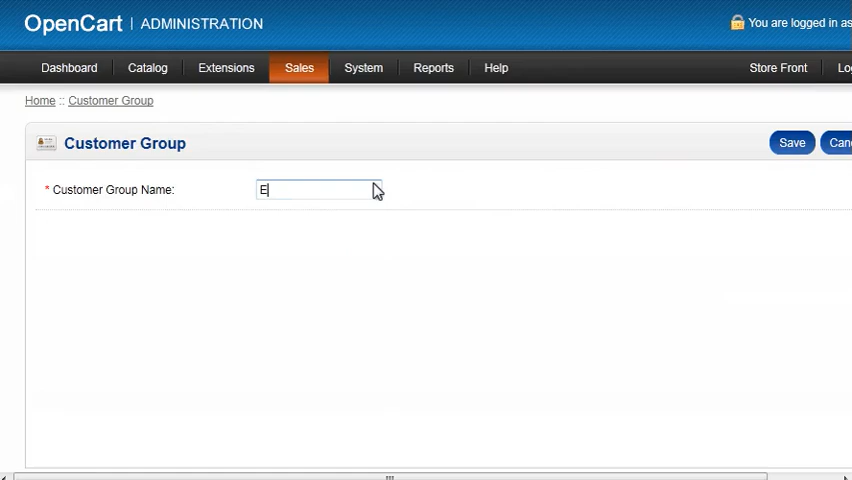 OpenCart | ADMINISTRATION
You are logged in as
Dashboard Catalog Extensions Sales System Reports Help Store Front
Home :: Customer Group
Customer Group Save
* Customer Group Name: E